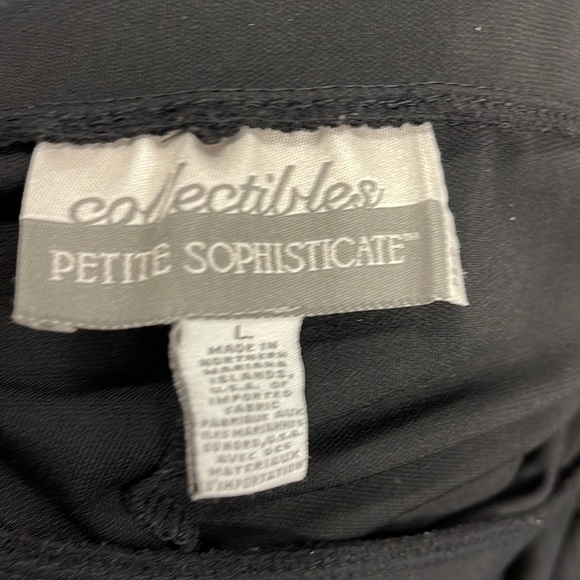 collectibles
PETITE SOPHISTICATE™
L
MADE IN
NORTHERN
MARIANA
ISLANDS,
U.S.A. OF
IMPORTED
FABRIC
FABRIQUE AUX
ILES MARIANNES
DU NORD, U.S.A.
AVEC DES
MATERIAUX
D'IMPORTATION